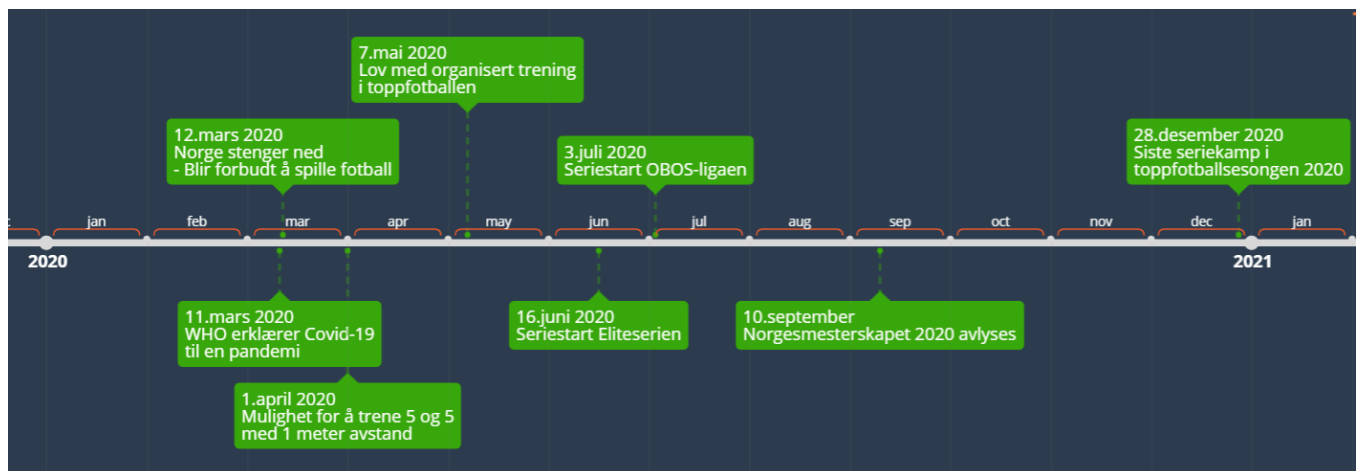 7.mai 2020
Lov med organisert trening
i toppfotballen
12.mars 2020
Norge stenger ned
- Blir forbudt å spille fotball
3.juli 2020
Seriestart OBOS-ligaen
28.desember 2020
Siste seriekamp i
toppfotballsesongen 2020
c jan feb mar apr may jun jul aug sep oct nov dec jan
2020 2021
11.mars 2020
WHO erklærer Covid-19
til en pandemi
16.juni 2020
Seriestart Eliteserien
10.september
Norgesmesterskapet 2020 avlyses
1.april 2020
Mulighet for å trene 5 og 5
med 1 meter avstand